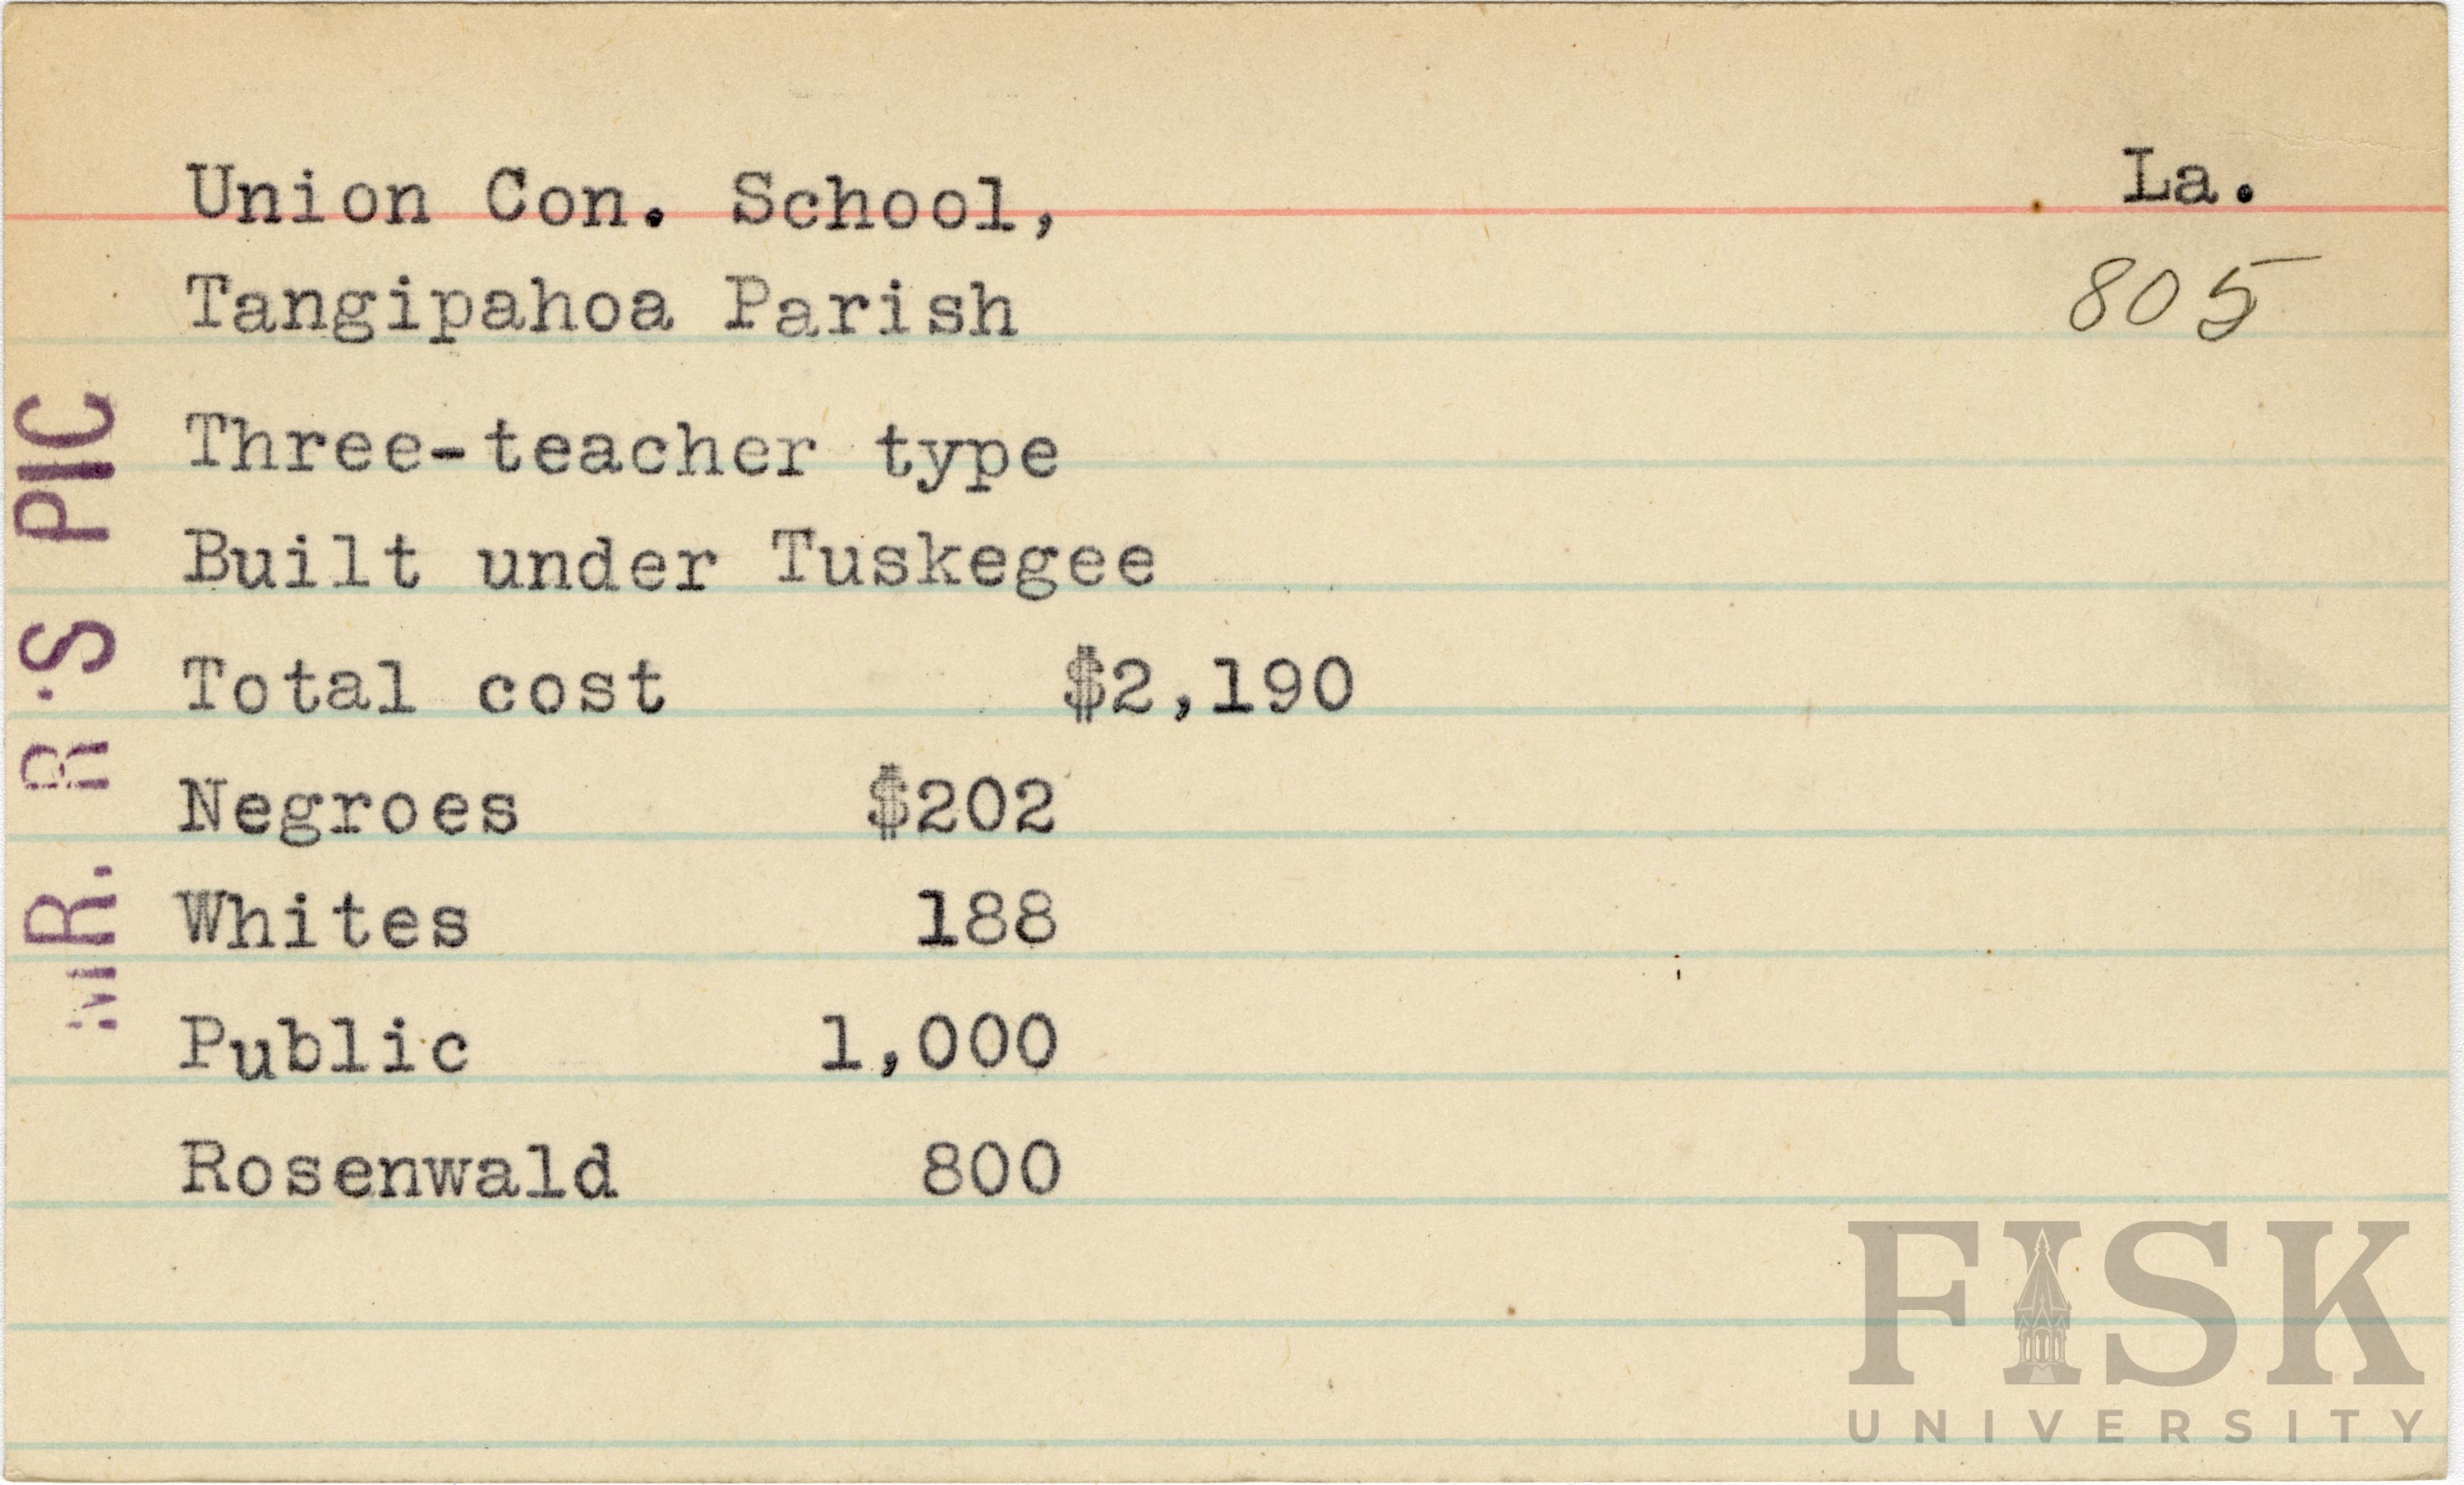 Union Con. School, La.
Tangipahoa Parish 805
Three-teacher type
Built under Tuskegee
Total cost $2,190
Negroes $202
Whites 188
Public 1,000
Rosenwald 800
MR. R·S PIC
FISK
UNIVERSITY